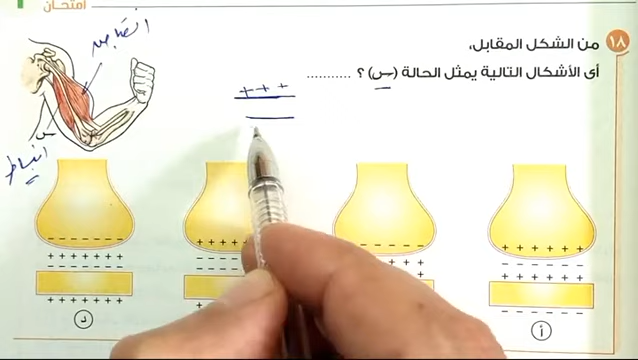 امتحان
١٨ من الشكل المقابل،
أى الأشكال التالية يمثل الحالة (س) ؟ ...........
انقباض
س
انبساط
+ + +
+ + + + + +
- - - - - -
+ + + + + +
- - - - - -
- - - - - -
+ + + + + +
+ + + + + +
أ
د